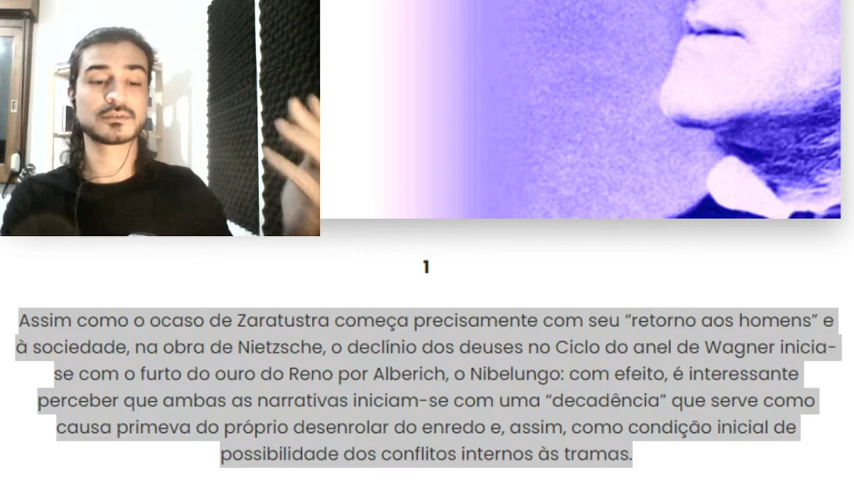 1
Assim como o ocaso de Zaratustra começa precisamente com seu “retorno aos homens” e
à sociedade, na obra de Nietzsche, o declínio dos deuses no Ciclo do anel de Wagner inicia-
se com o furto do ouro do Reno por Alberich, o Nibelungo: com efeito, é interessante
perceber que ambas as narrativas iniciam-se com uma “decadência” que serve como
causa primeva do próprio desenrolar do enredo e, assim, como condição inicial de
possibilidade dos conflitos internos às tramas.